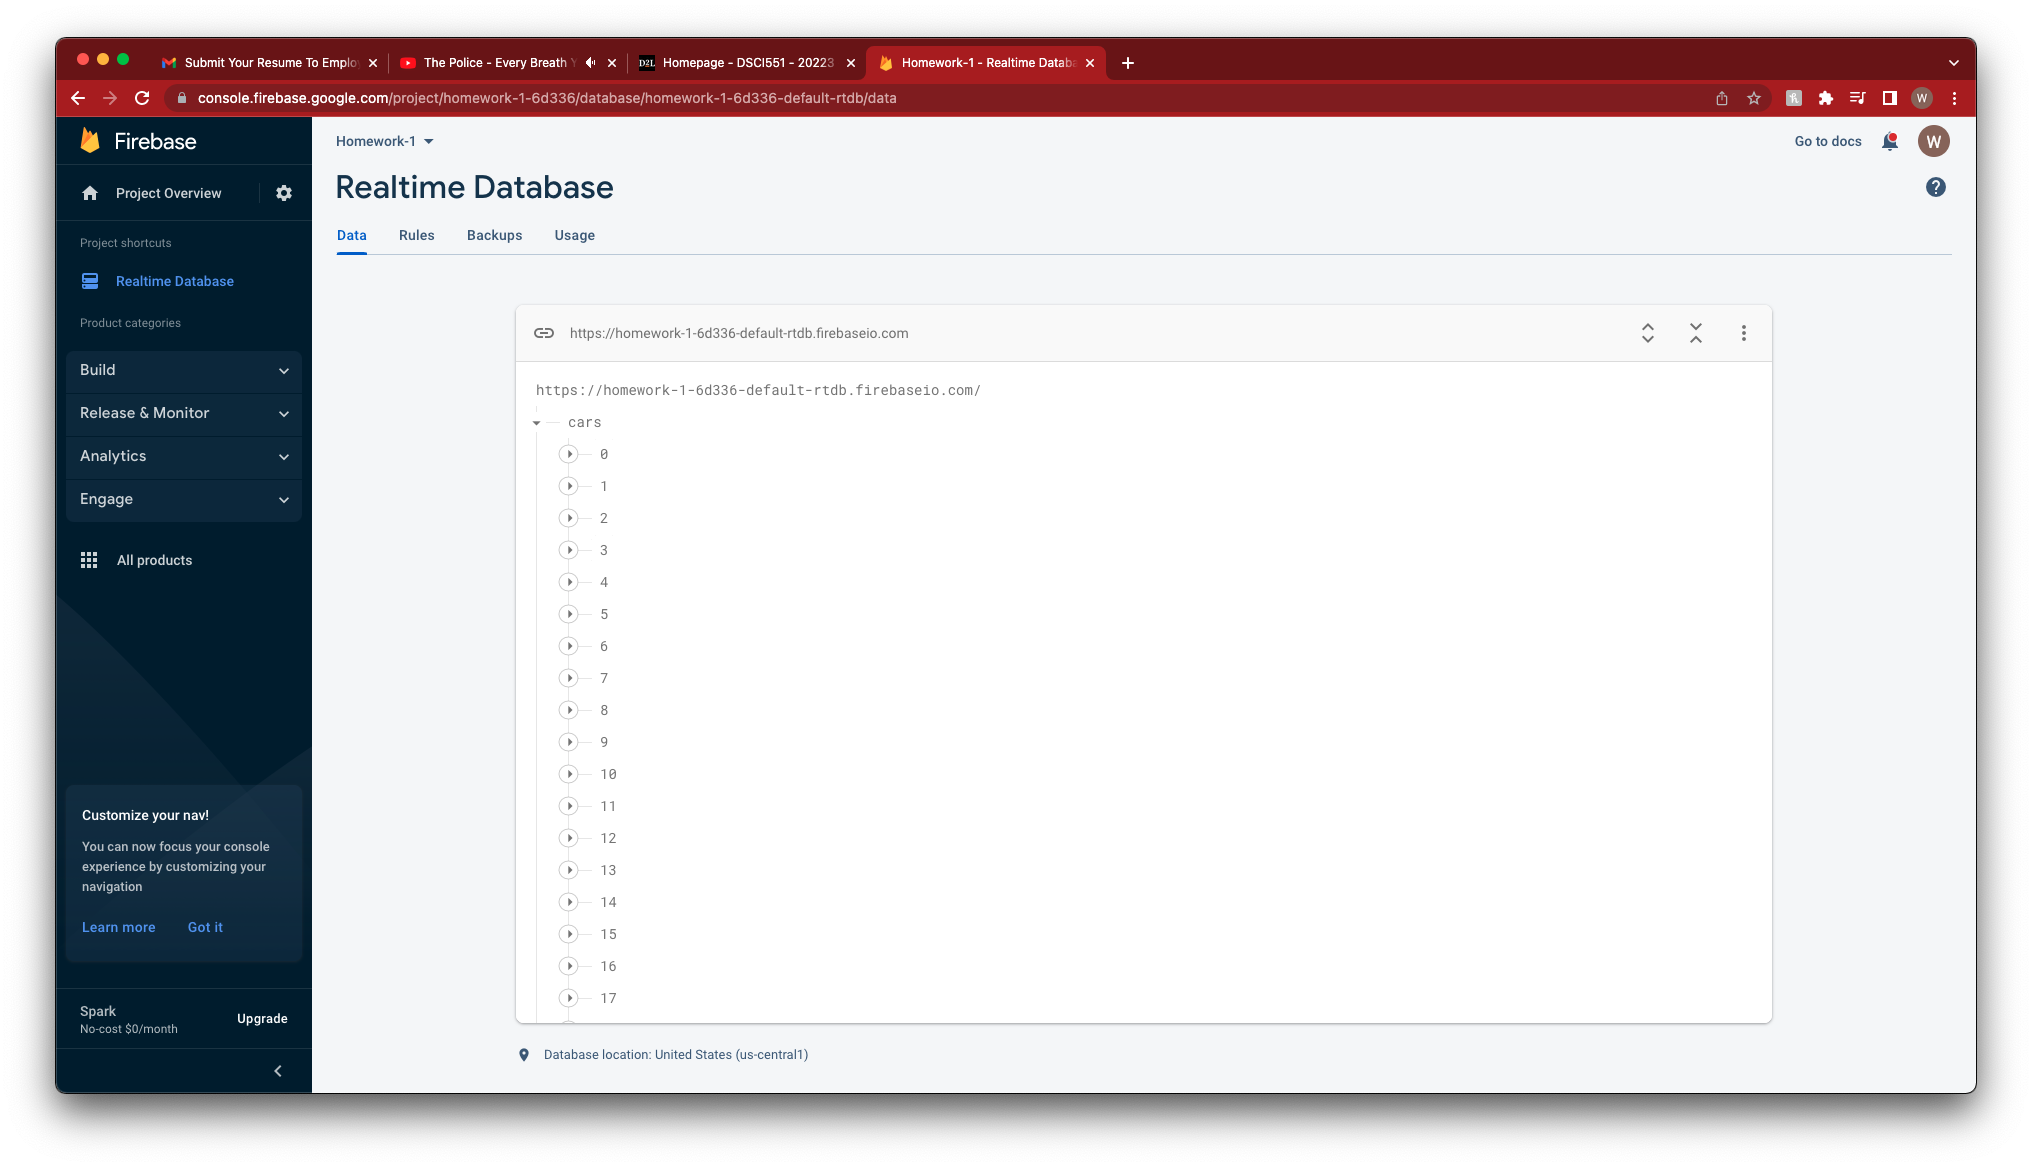 Submit Your Resume To Emplo
The Police - Every Breath Y
D2L Homepage - DSCI551 - 20223
Homework-1 - Realtime Databa
console.firebase.google.com/project/homework-1-6d336/database/homework-1-6d336-default-rtdb/data
W
Firebase
Project Overview
Project shortcuts
Realtime Database
Product categories
Build
Release & Monitor
Analytics
Engage
All products
Customize your nav!
You can now focus your console
experience by customizing your
navigation
Learn more Got it
Spark
No-cost $0/month
Upgrade
Homework-1
Go to docs
W
Realtime Database
?
Data Rules Backups Usage
https://homework-1-6d336-default-rtdb.firebaseio.com
https://homework-1-6d336-default-rtdb.firebaseio.com/
cars
0
1
2
3
4
5
6
7
8
9
10
11
12
13
14
15
16
17
Database location: United States (us-central1)